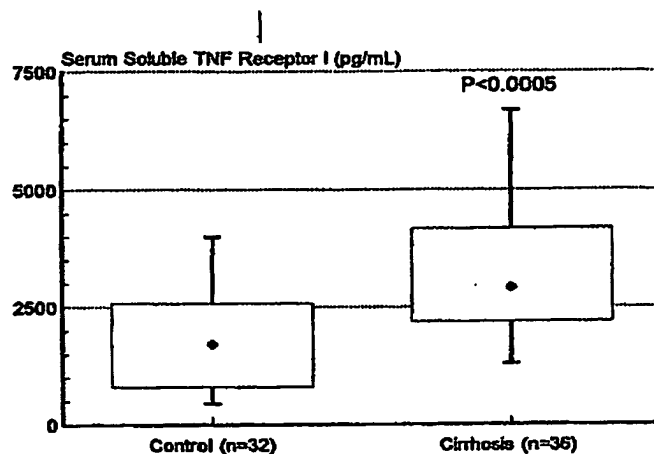 Serum Soluble TNF Receptor I (pg/mL)
7500
P<0.0005
5000
2500
0
Control (n=32)
Cirrhosis (n=36)